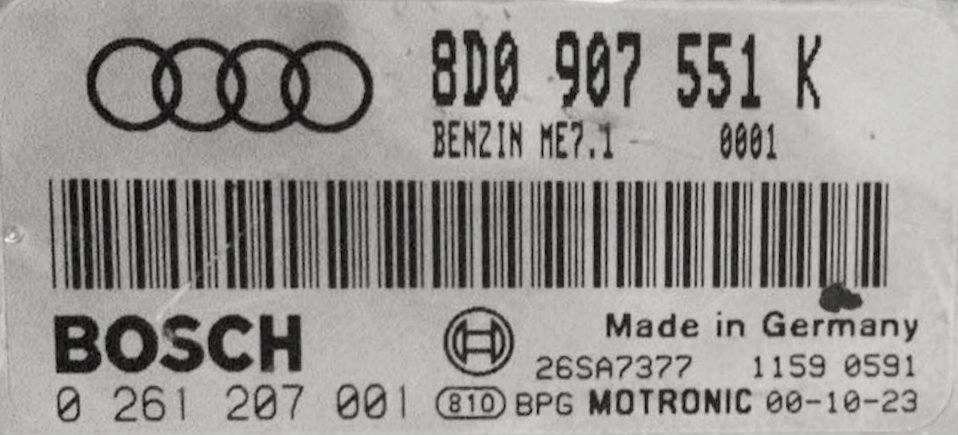 8D0 907 551 K
BENZIN ME7.1 0001
BOSCH
Made in Germany
26SA7377 1159 0591
0 261 207 001 810 BPG MOTRONIC 00-10-23